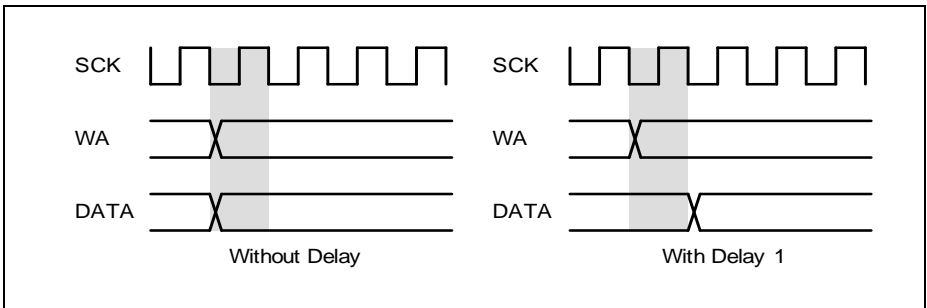 SCK
WA
DATA
Without Delay
SCK
WA
DATA
With Delay 1